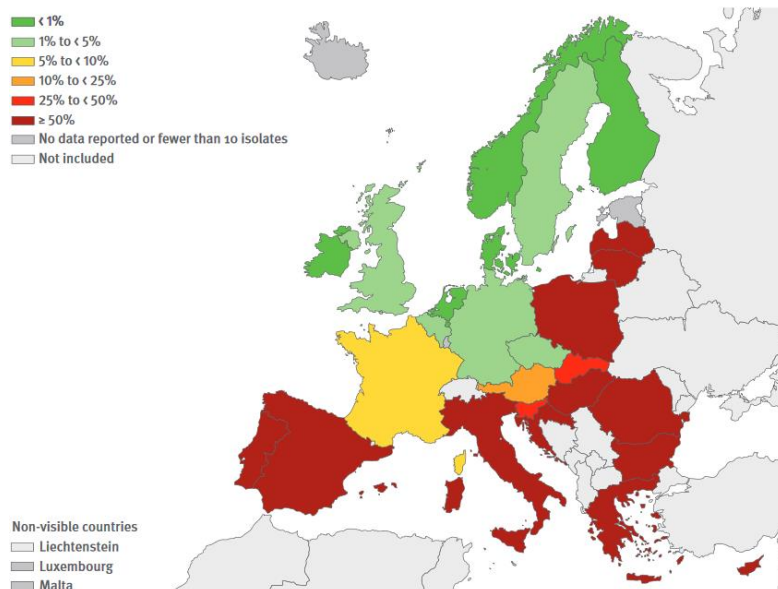 < 1%
1% to < 5%
5% to < 10%
10% to < 25%
25% to < 50%
≥ 50%
No data reported or fewer than 10 isolates
Not included
Non-visible countries
Liechtenstein
Luxembourg
Malta